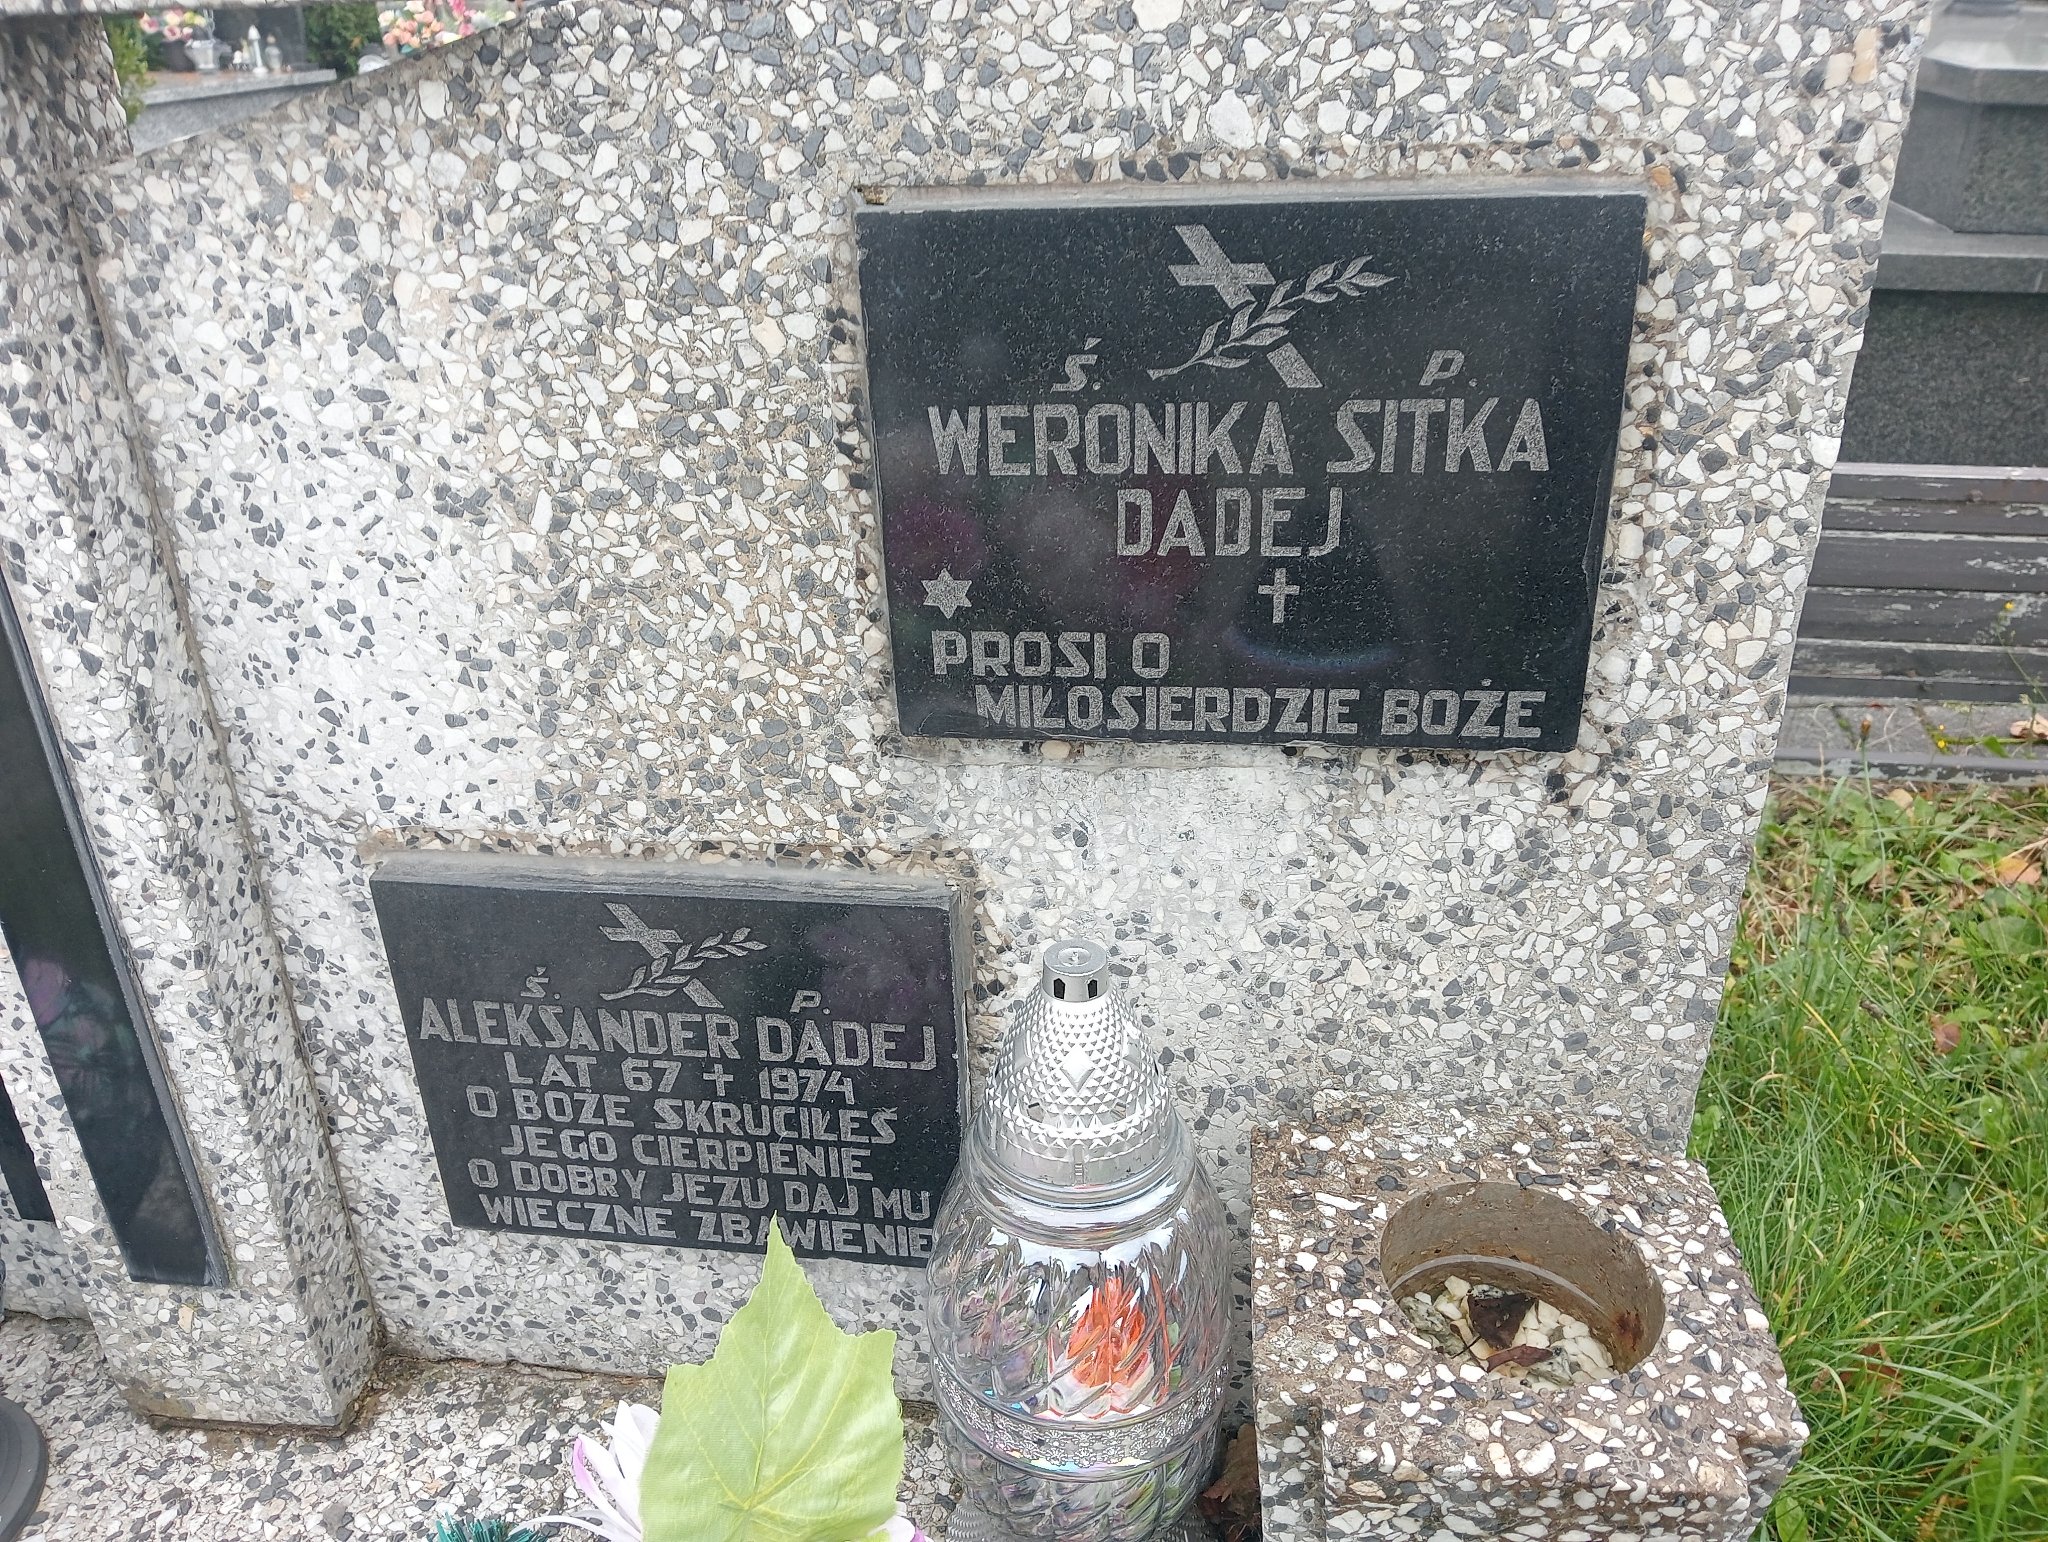 Ś. P.
WERONIKA SITKA
DADEJ
PROSI O
MIŁOSIERDZIE BOŻE
Ś. P.
ALEKSANDER DADEJ
LAT 67 1974
O BOŻE SKRUCIŁEŚ
JEGO CIERPIENIE
O DOBRY JEZU DAJ MU
WIECZNE ZBAWIENIE